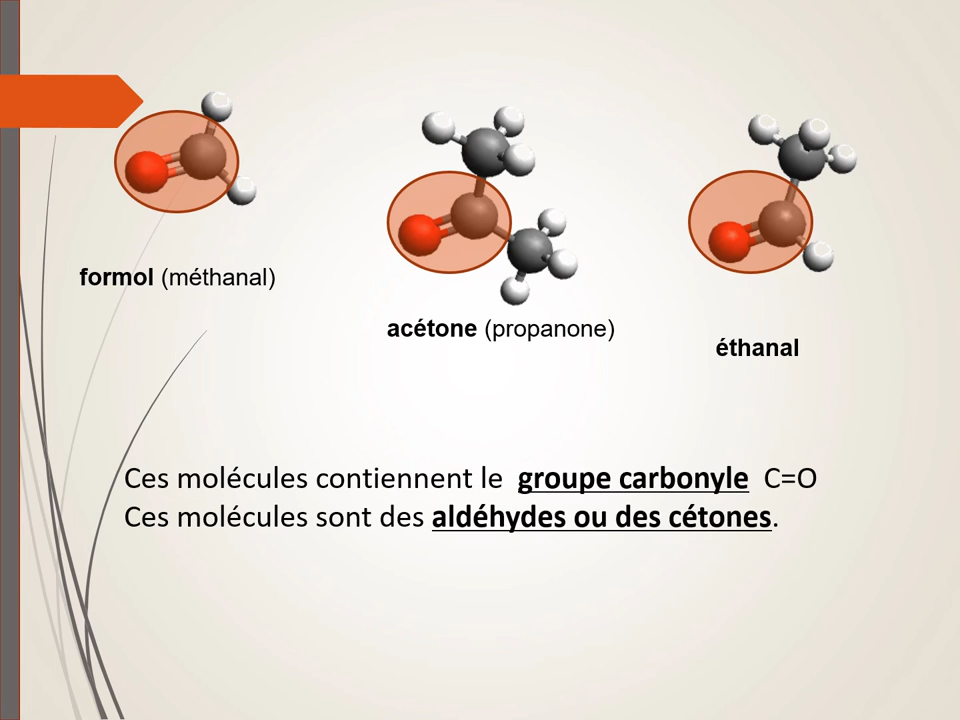 formol (méthanal)
acétone (propanone)
éthanal
Ces molécules contiennent le groupe carbonyle C=O
Ces molécules sont des aldéhydes ou des cétones.